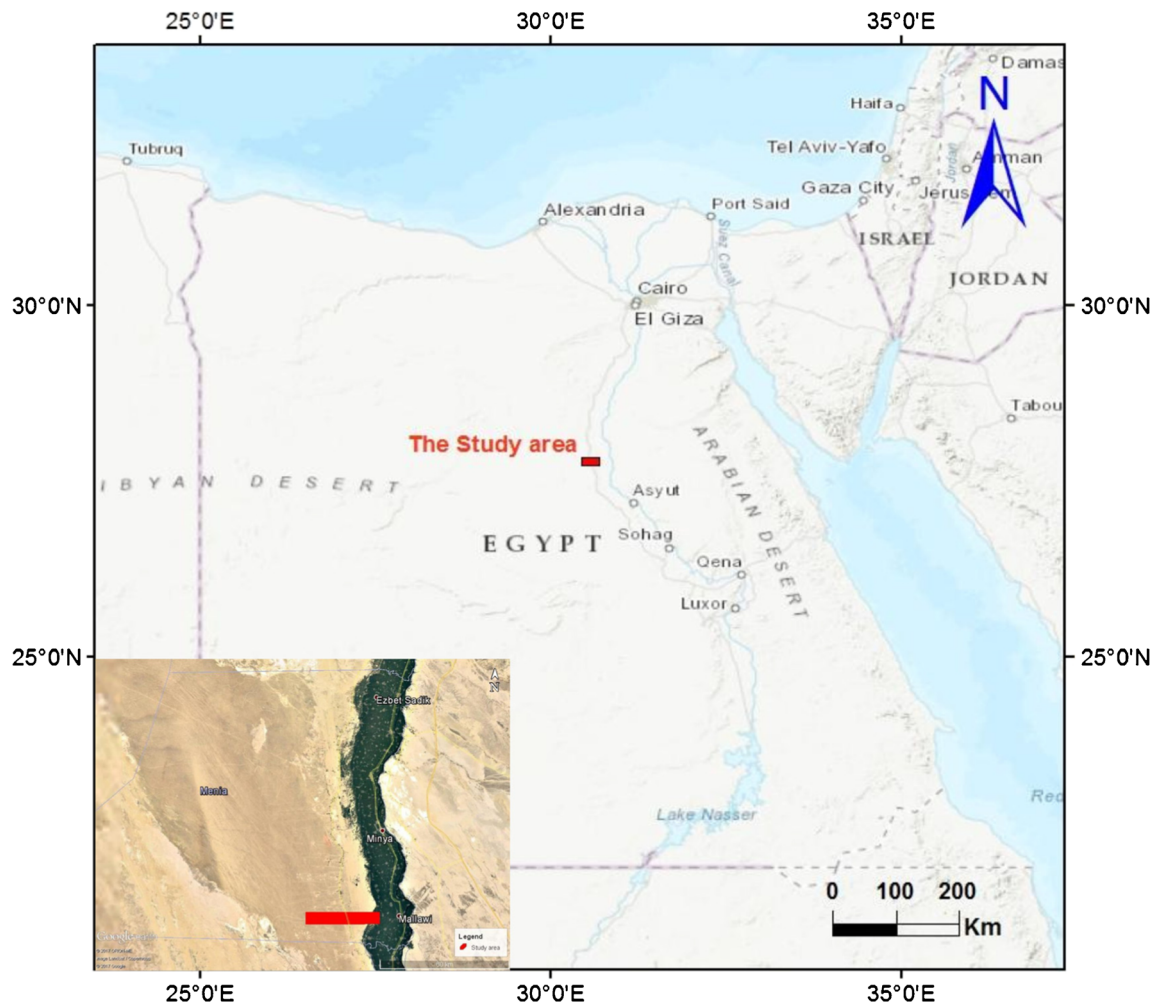 25°0'E 30°0'E 35°0'E
Damas
N
Haifa
Tubruq
Tel Aviv-Yafo
Jordan
Amman
Gaza City
Jerusalem
Alexandria
Port Said
Suez Canal
ISRAEL
JORDAN
30°0'N
30°0'N
Cairo
El Giza
Tabou
The Study area
ARABIAN DESERT
IBYAN DESERT
Asyut
EGYPT
Sohag
Qena
Luxor
25°0'N
25°0'N
Ezbet Sadik
N
Menia
Minya
Mallawi
Legend
Study area
Lake Nasser
Red
0 100 200
Km
25°0'E 30°0'E 35°0'E